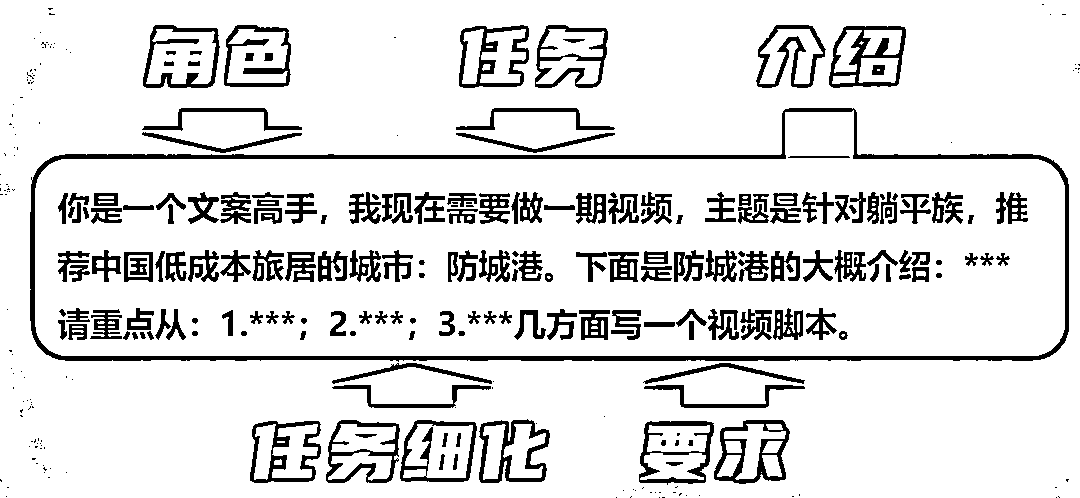 角色 任务 介绍
你是一个文案高手，我现在需要做一期视频，主题是针对躺平族，推
荐中国低成本旅居的城市：防城港。下面是防城港的大概介绍：***
请重点从：1.***；2.***；3.***几方面写一个视频脚本。
任务细化 要求